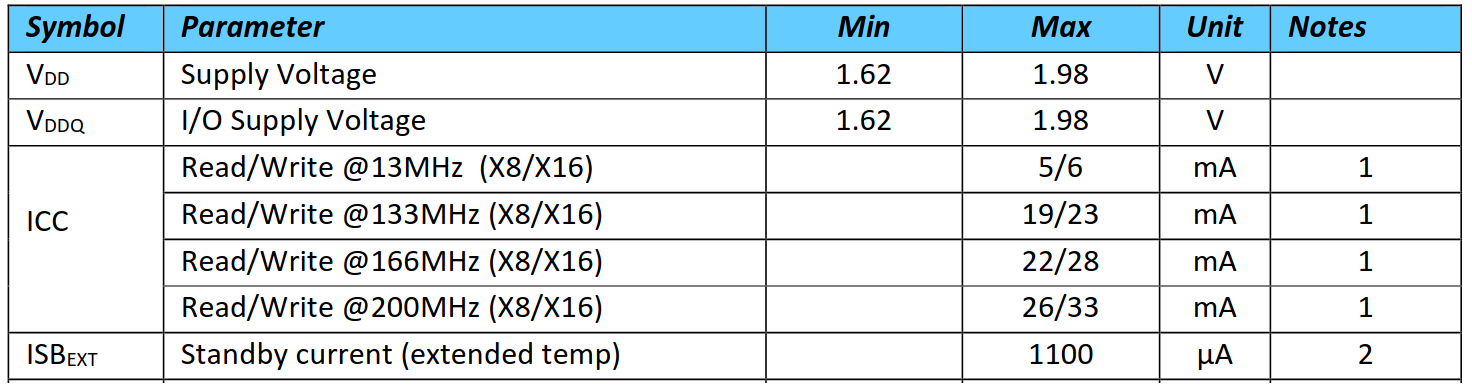 Symbol Parameter Min Max Unit Notes
VDD Supply Voltage 1.62 1.98 V
VDDQ I/O Supply Voltage 1.62 1.98 V
ICC
Read/Write @13MHz (X8/X16) 5/6 mA 1
Read/Write @133MHz (X8/X16) 19/23 mA 1
Read/Write @166MHz (X8/X16) 22/28 mA 1
Read/Write @200MHz (X8/X16) 26/33 mA 1
ISBEXT Standby current (extended temp) 1100 µA 2